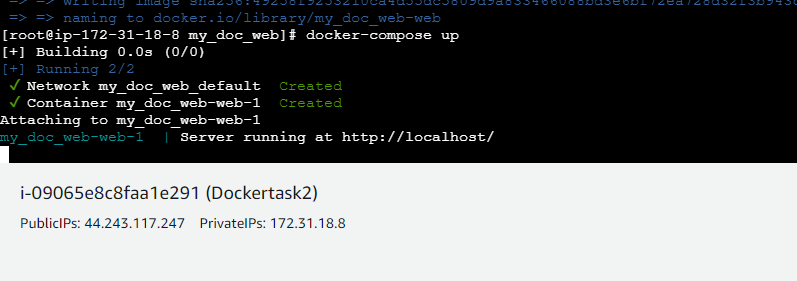 => => writing image sha256:4925819253210ca4d55dc5809d9a833466088bd3e6bf72ea728d3213b943d
=> => naming to docker.io/library/my_doc_web-web
[root@ip-172-31-18-8 my_doc_web]# docker-compose up
[+] Building 0.0s (0/0)
[+] Running 2/2
✓ Network my_doc_web_default Created
✓ Container my_doc_web-web-1 Created
Attaching to my_doc_web-web-1
my_doc_web-web-1 | Server running at http://localhost/
i-09065e8c8faa1e291 (Dockertask2)
PublicIPs: 44.243.117.247 PrivateIPs: 172.31.18.8